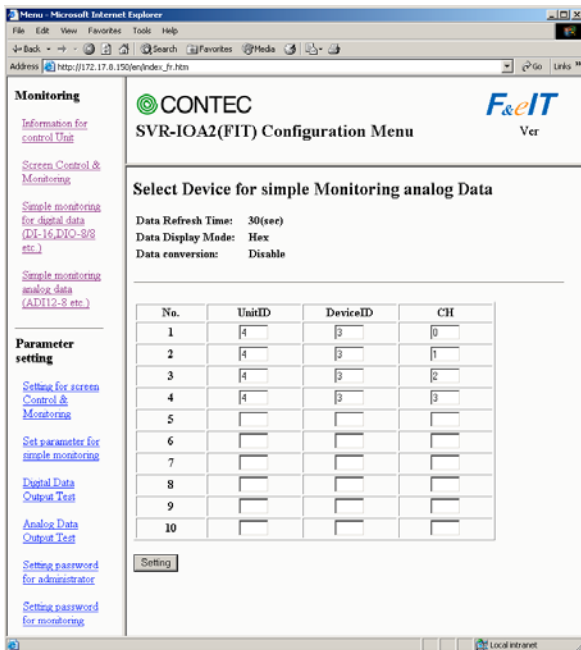 Menu - Microsoft Internet Explorer
File Edit View Favorites Tools Help
Back Search Favorites Media
Address http://172.17.8.150/en/index_fr.htm Go Links »
Monitoring
Information for
control Unit
Screen Control &
Monitoring
Simple monitoring
for digital data
(DI-16,DIO-8/8
etc.)
Simple monitoring
analog data
(ADI12-8 etc.)
Parameter
setting
Setting for screen
Control &
Monitoring
Set parameter for
simple monitoring
Digital Data
Output Test
Analog Data
Output Test
Setting password
for administrator
Setting password
for monitoring
CONTEC
F&eIT
SVR-IOA2(FIT) Configuration Menu
Ver
Select Device for simple Monitoring analog Data
Data Refresh Time: 30(sec)
Data Display Mode: Hex
Data conversion: Disable
No. UnitID DeviceID CH
1 4 3 0
2 4 3 1
3 4 3 2
4 4 3 3
5
6
7
8
9
10
Setting
Local intranet